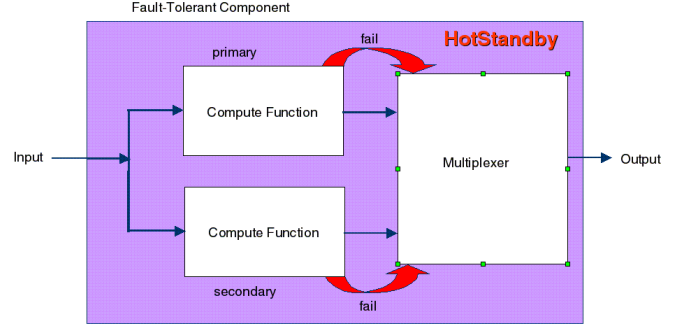 Fault-Tolerant Component
HotStandby
fail
primary
Compute Function
Input
Multiplexer
Output
Compute Function
secondary
fail